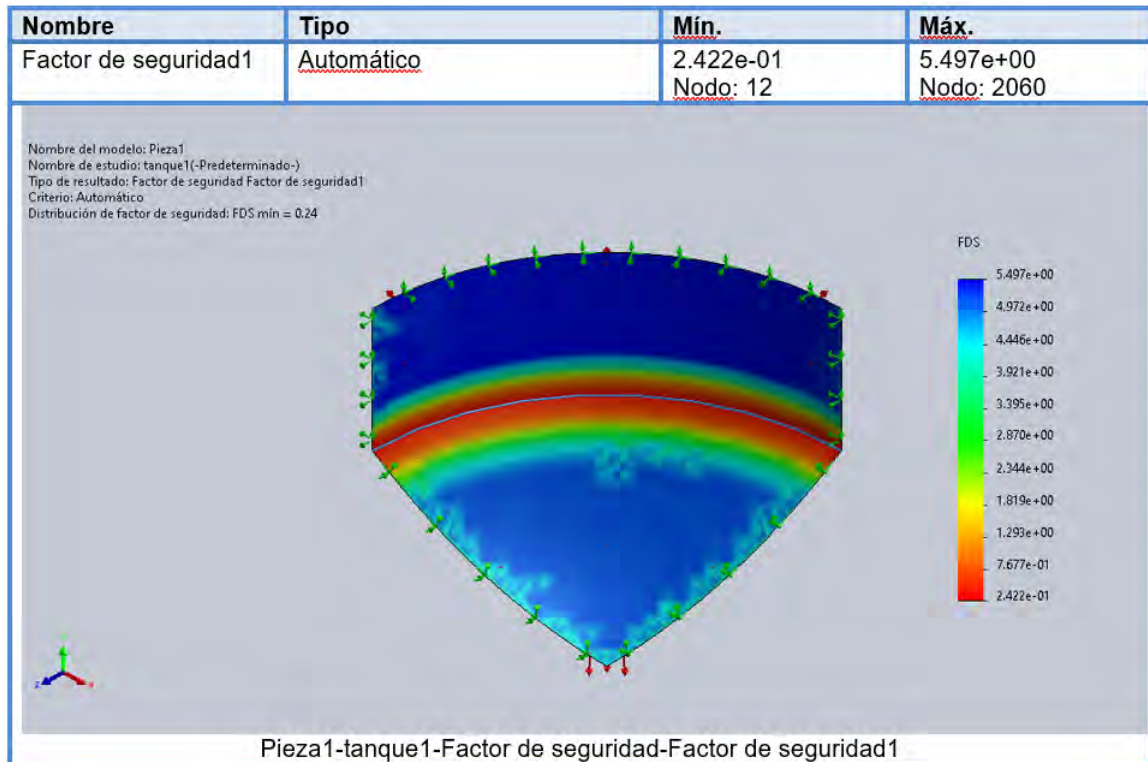 Nombre Tipo Mín. Máx.
Factor de seguridad1 Automático 2.422e-01 5.497e+00
Nodo: 12 Nodo: 2060
Nombre del modelo: Pieza1
Nombre de estudio: tanque1(-Predeterminado-)
Tipo de resultado: Factor de seguridad Factor de seguridad1
Criterio: Automático
Distribución de factor de seguridad: FDS mín = 0.24
FDS
5.497e+00
4.972e+00
4.446e+00
3.921e+00
3.395e+00
2.870e+00
2.344e+00
1.819e+00
1.293e+00
7.677e-01
2.422e-01
Pieza1-tanque1-Factor de seguridad-Factor de seguridad1